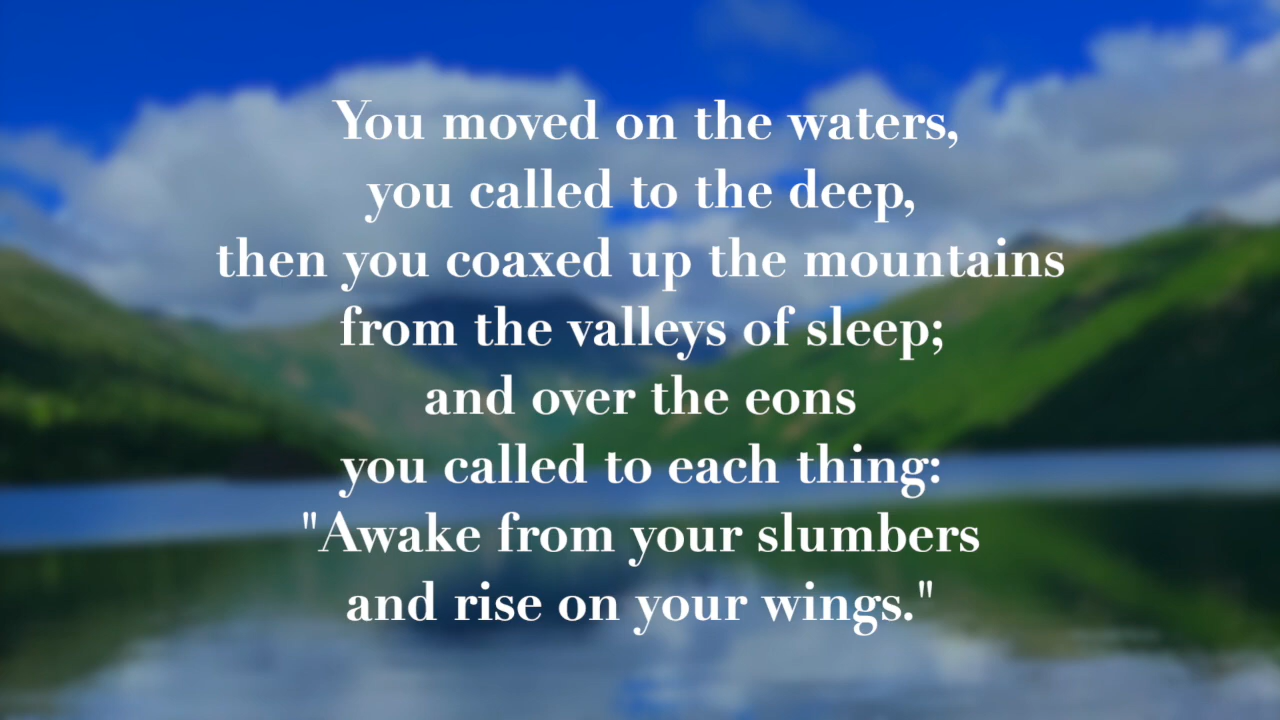 You moved on the waters,
you called to the deep,
then you coaxed up the mountains
from the valleys of sleep;
and over the eons
you called to each thing:
"Awake from your slumbers
and rise on your wings."